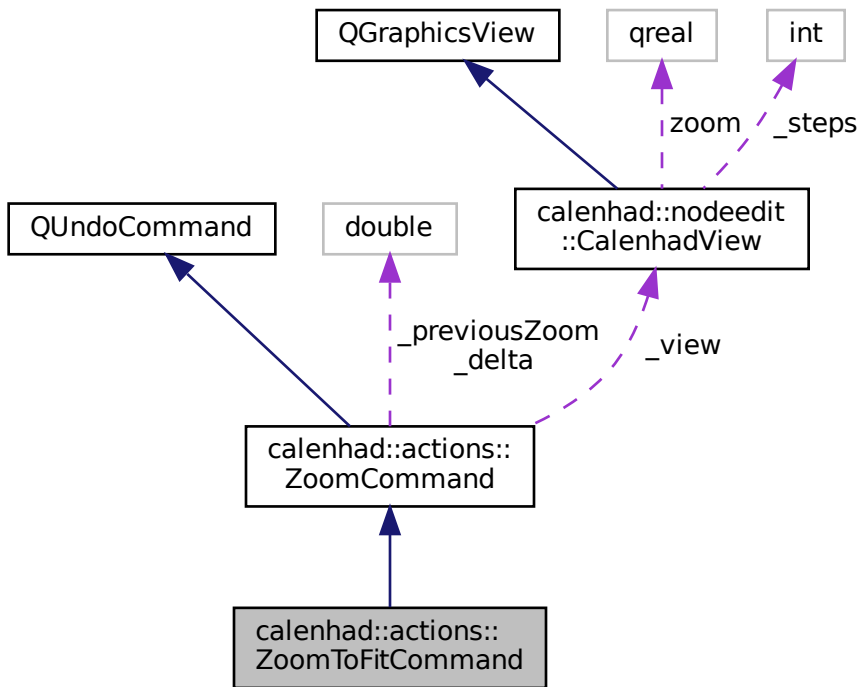 QGraphicsView
qreal
int
zoom
_steps
calenhad::nodeedit
::CalenhadView
QUndoCommand
double
_previousZoom
_delta
_view
calenhad::actions::
ZoomCommand
calenhad::actions::
ZoomToFitCommand